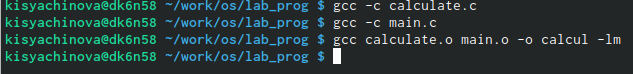 kisyachinova@dk6n58 ~/work/os/lab_prog $ gcc -c calculate.c
kisyachinova@dk6n58 ~/work/os/lab_prog $ gcc -c main.c
kisyachinova@dk6n58 ~/work/os/lab_prog $ gcc calculate.o main.o -o calcul -lm
kisyachinova@dk6n58 ~/work/os/lab_prog $